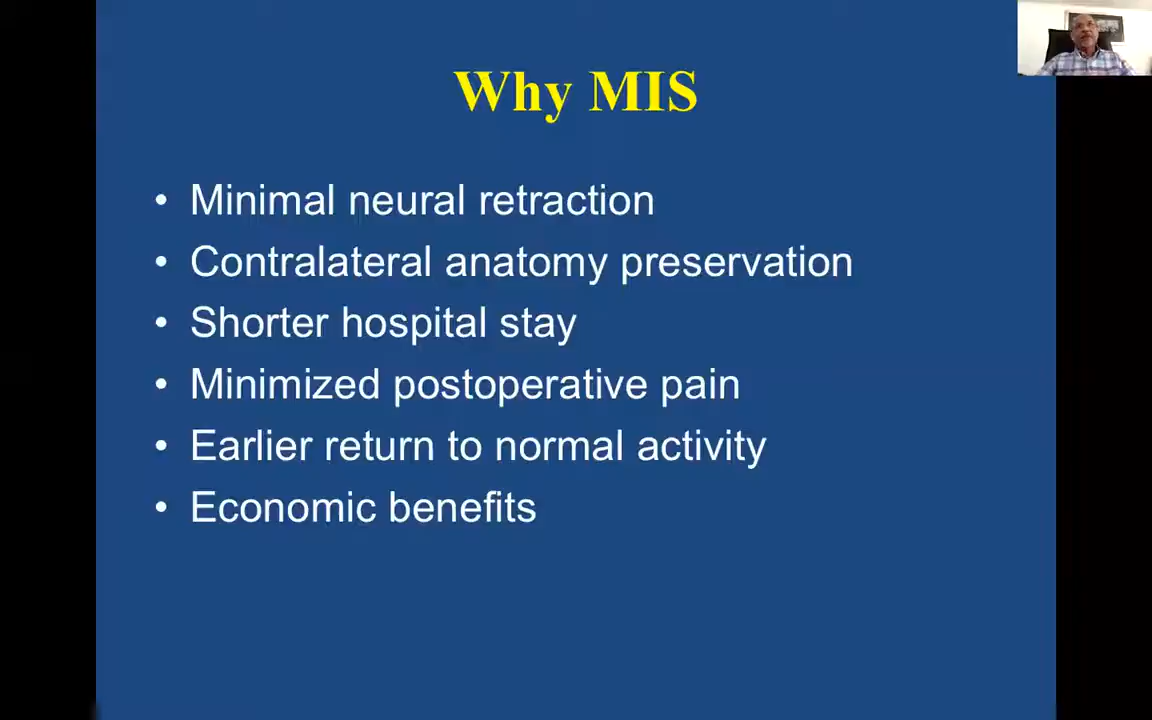 Why MIS
• Minimal neural retraction
• Contralateral anatomy preservation
• Shorter hospital stay
• Minimized postoperative pain
• Earlier return to normal activity
• Economic benefits